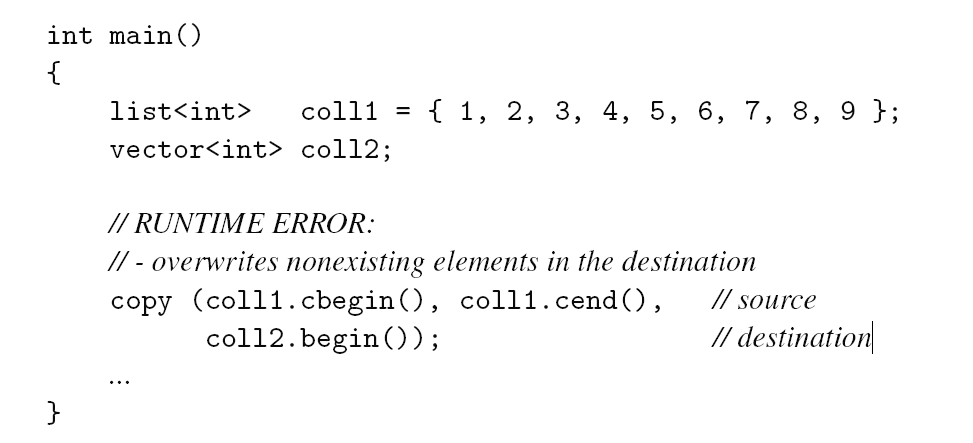 int main()
{
    list<int>   coll1 = { 1, 2, 3, 4, 5, 6, 7, 8, 9 };
    vector<int> coll2;
    // RUNTIME ERROR:
    // - overwrites nonexisting elements in the destination
    copy (coll1.cbegin(), coll1.cend(),   // source
          coll2.begin());                 // destination
    ...
}